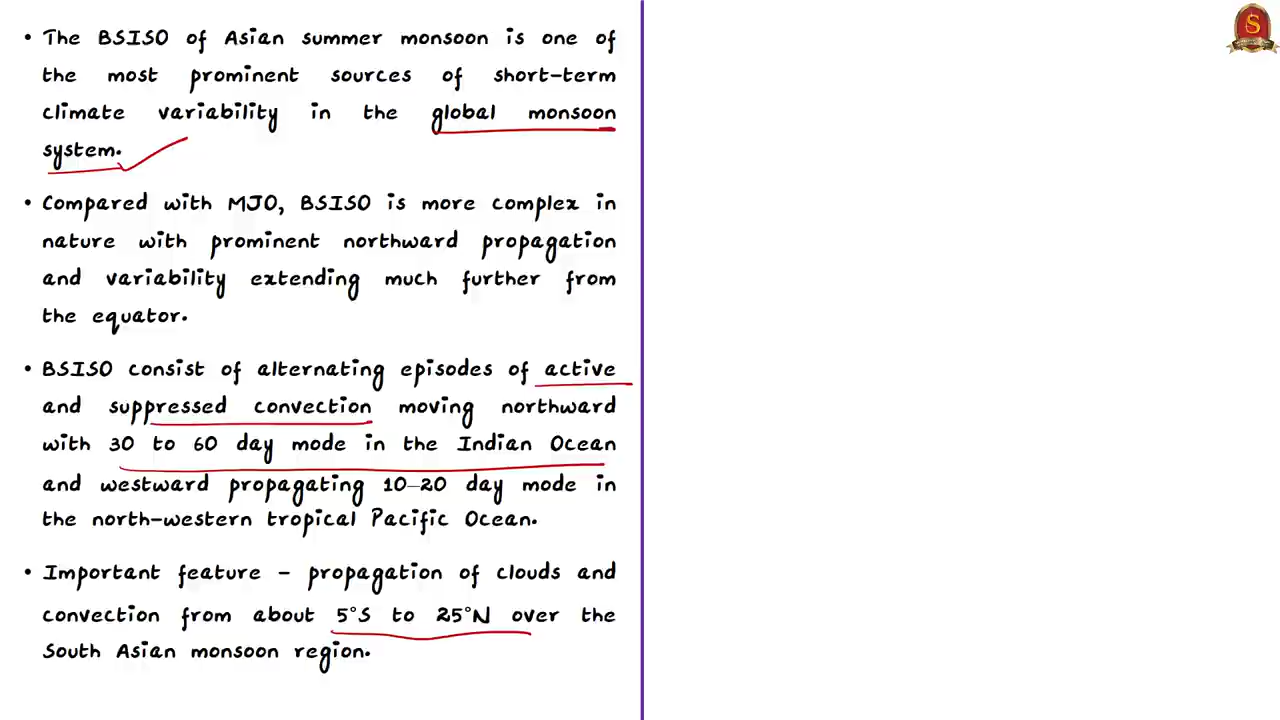 • The BSISO of Asian summer monsoon is one of
the most prominent sources of short-term
climate variability in the global monsoon
system.
• Compared with MJO, BSISO is more complex in
nature with prominent northward propagation
and variability extending much further from
the equator.
• BSISO consist of alternating episodes of active
and suppressed convection moving northward
with 30 to 60 day mode in the Indian Ocean
and westward propagating 10–20 day mode in
the north-western tropical Pacific Ocean.
• Important feature – propagation of clouds and
convection from about 5°S to 25°N over the
South Asian monsoon region.
S